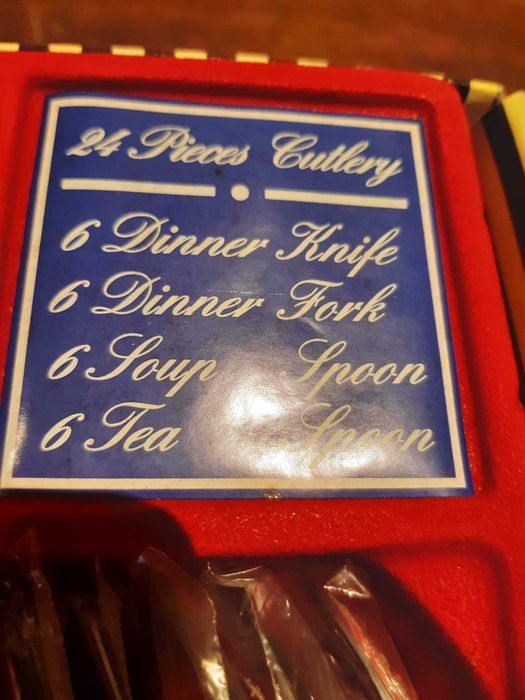 24 Pieces Cutlery
6 Dinner Knife
6 Dinner Fork
6 Soup Spoon
6 Tea Spoon